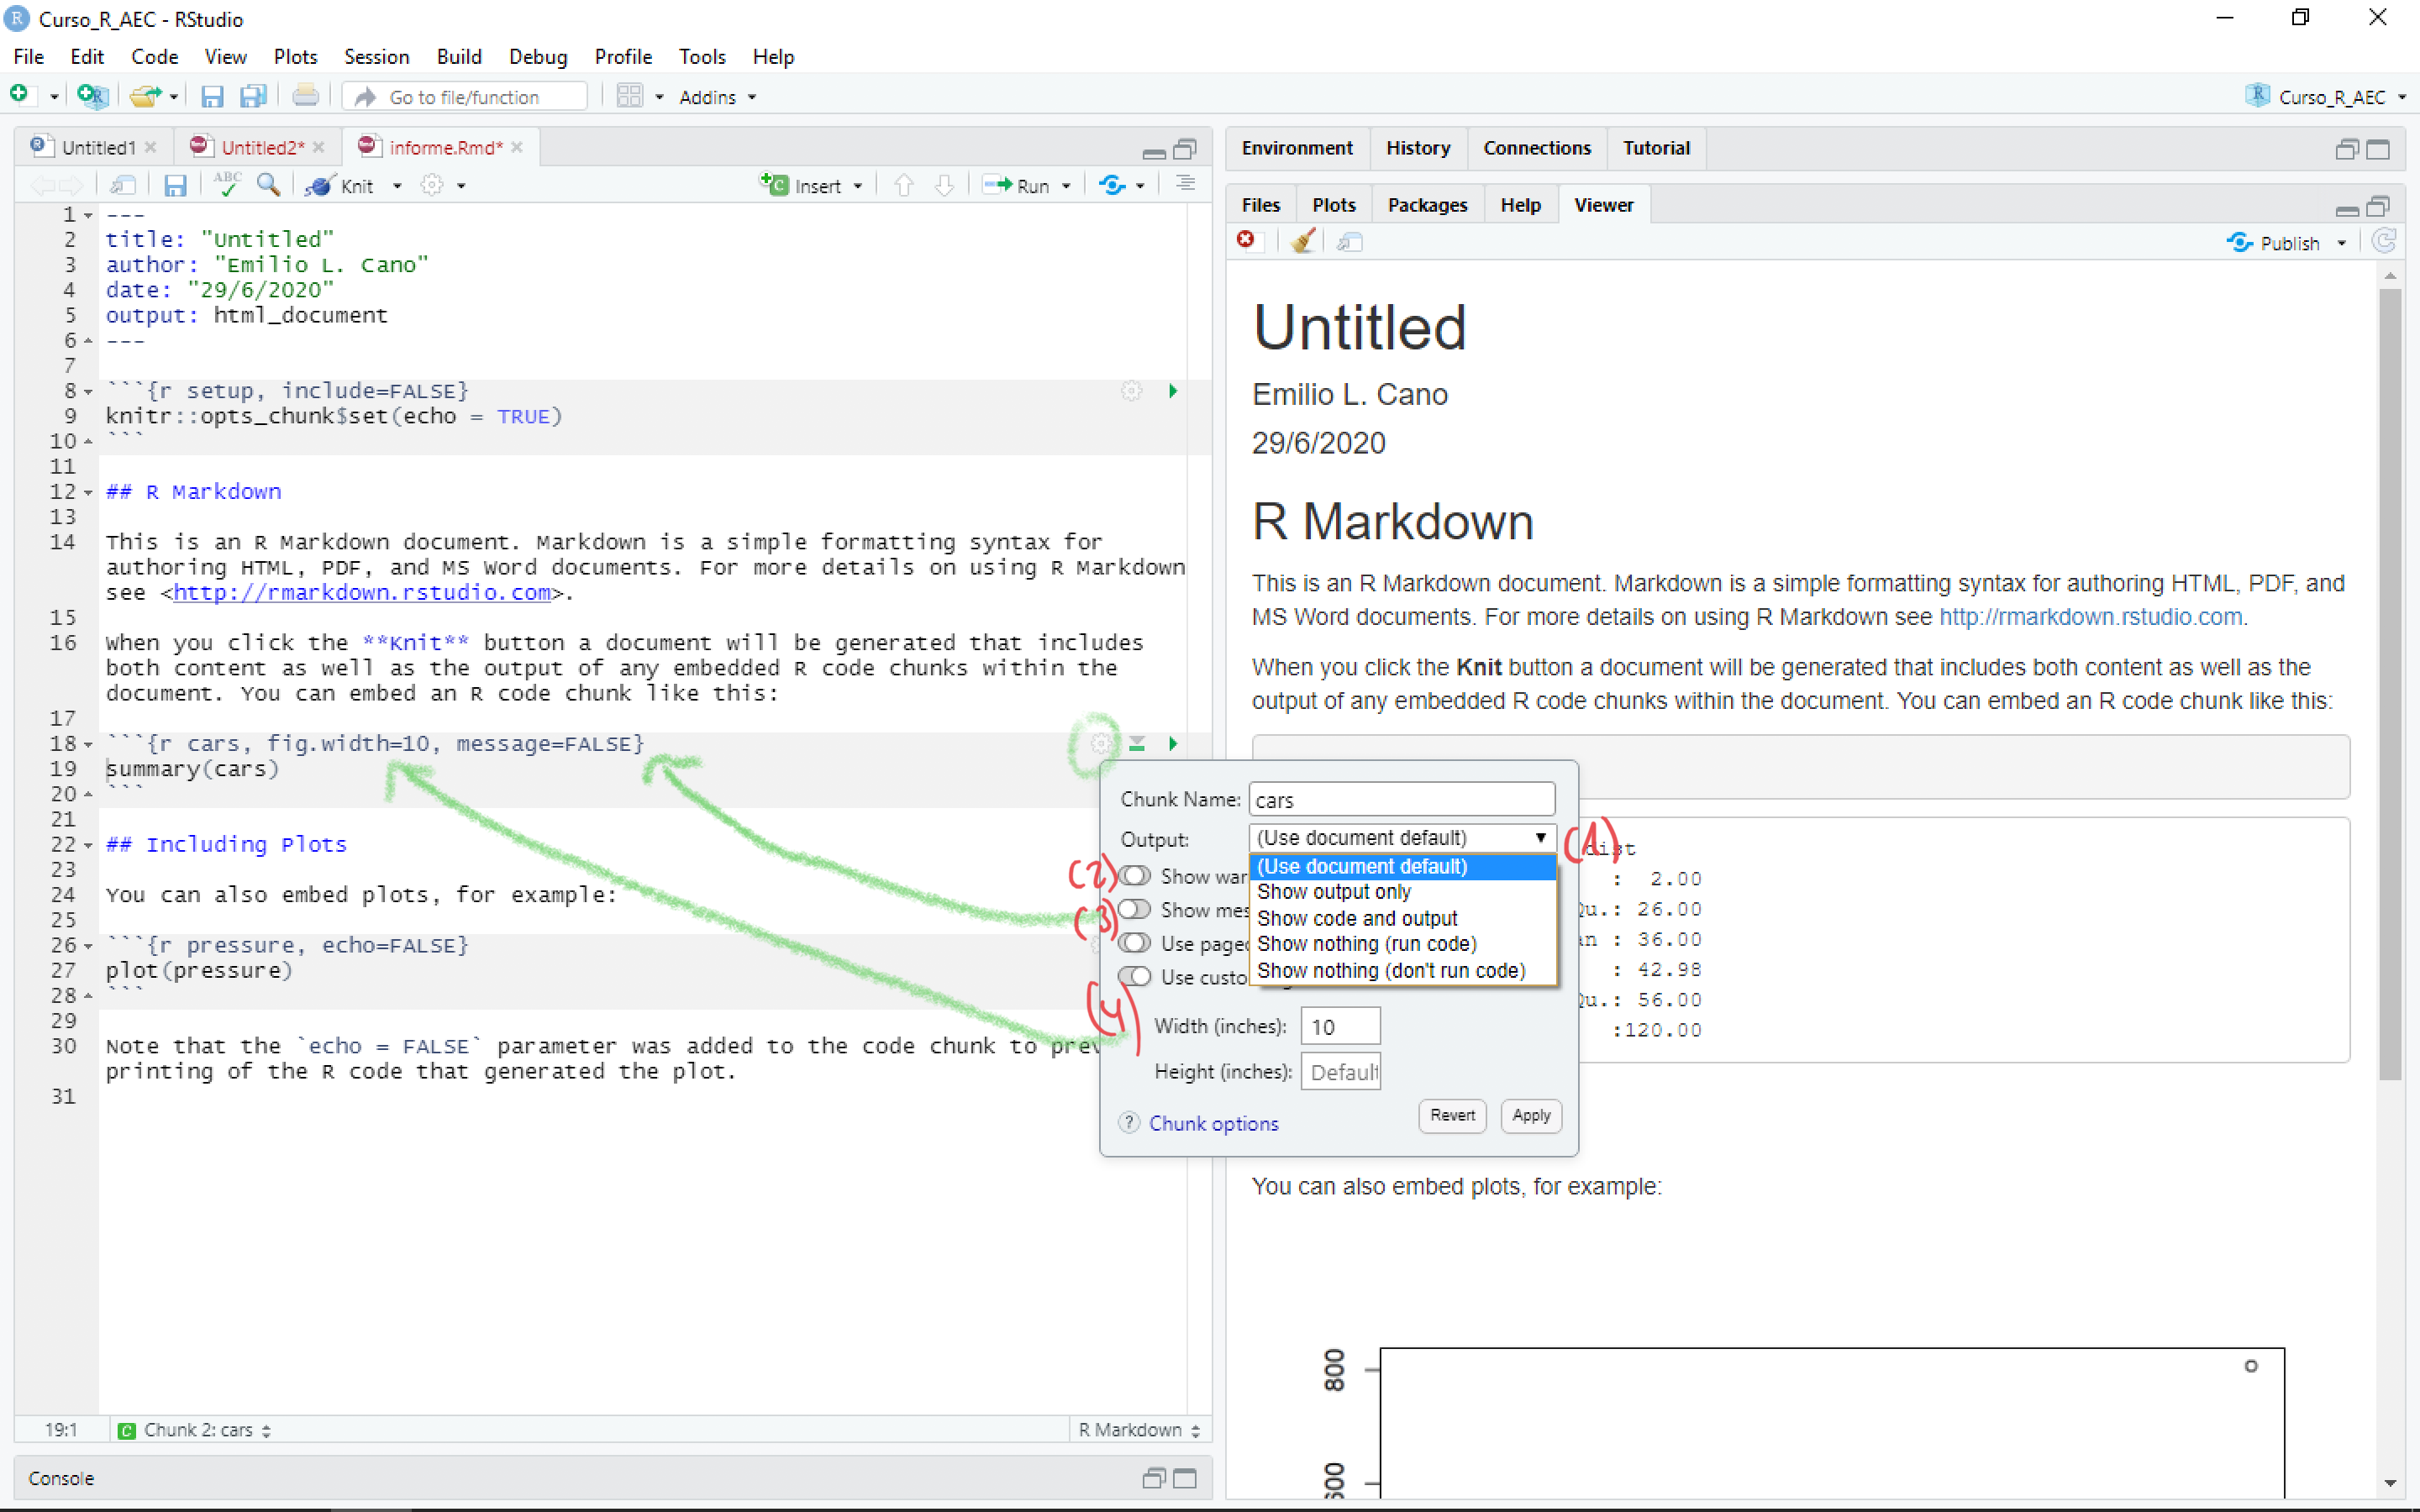 Curso_R_AEC - RStudio
File Edit Code View Plots Session Build Debug Profile Tools Help
Go to file/function Addins Curso_R_AEC
Untitled1 Untitled2* informe.Rmd*
ABC Knit Insert Run
1 ---
2 title: "Untitled"
3 author: "Emilio L. Cano"
4 date: "29/6/2020"
5 output: html_document
6 ---
7
8 ```{r setup, include=FALSE}
9 knitr::opts_chunk$set(echo = TRUE)
10 ```
11
12 ## R Markdown
13
14 This is an R Markdown document. Markdown is a simple formatting syntax for
authoring HTML, PDF, and MS Word documents. For more details on using R Markdown
see <http://rmarkdown.rstudio.com>.
15
16 When you click the **Knit** button a document will be generated that includes
both content as well as the output of any embedded R code chunks within the
document. You can embed an R code chunk like this:
17
18 ```{r cars, fig.width=10, message=FALSE}
19 summary(cars)
20 ```
21
22 ## Including Plots
23
24 You can also embed plots, for example:
25
26 ```{r pressure, echo=FALSE}
27 plot(pressure)
28 ```
29
30 Note that the `echo = FALSE` parameter was added to the code chunk to prev
printing of the R code that generated the plot.
31
19:1 Chunk 2: cars R Markdown
Console
Chunk Name: cars
Output: (Use document default) (1)
(Use document default)
Show output only
Show code and output
Show nothing (run code)
Show nothing (don't run code)
(2) Show war
(3) Show mes
Use paged
Use custo
(4) Width (inches): 10
Height (inches): Default
? Chunk options Revert Apply
Environment History Connections Tutorial
Files Plots Packages Help Viewer
Publish
Untitled
Emilio L. Cano
29/6/2020
R Markdown
This is an R Markdown document. Markdown is a simple formatting syntax for authoring HTML, PDF, and
MS Word documents. For more details on using R Markdown see http://rmarkdown.rstudio.com.
When you click the Knit button a document will be generated that includes both content as well as the
output of any embedded R code chunks within the document. You can embed an R code chunk like this:
dist
: 2.00
Qu.: 26.00
an : 36.00
: 42.98
Qu.: 56.00
:120.00
You can also embed plots, for example:
800
600